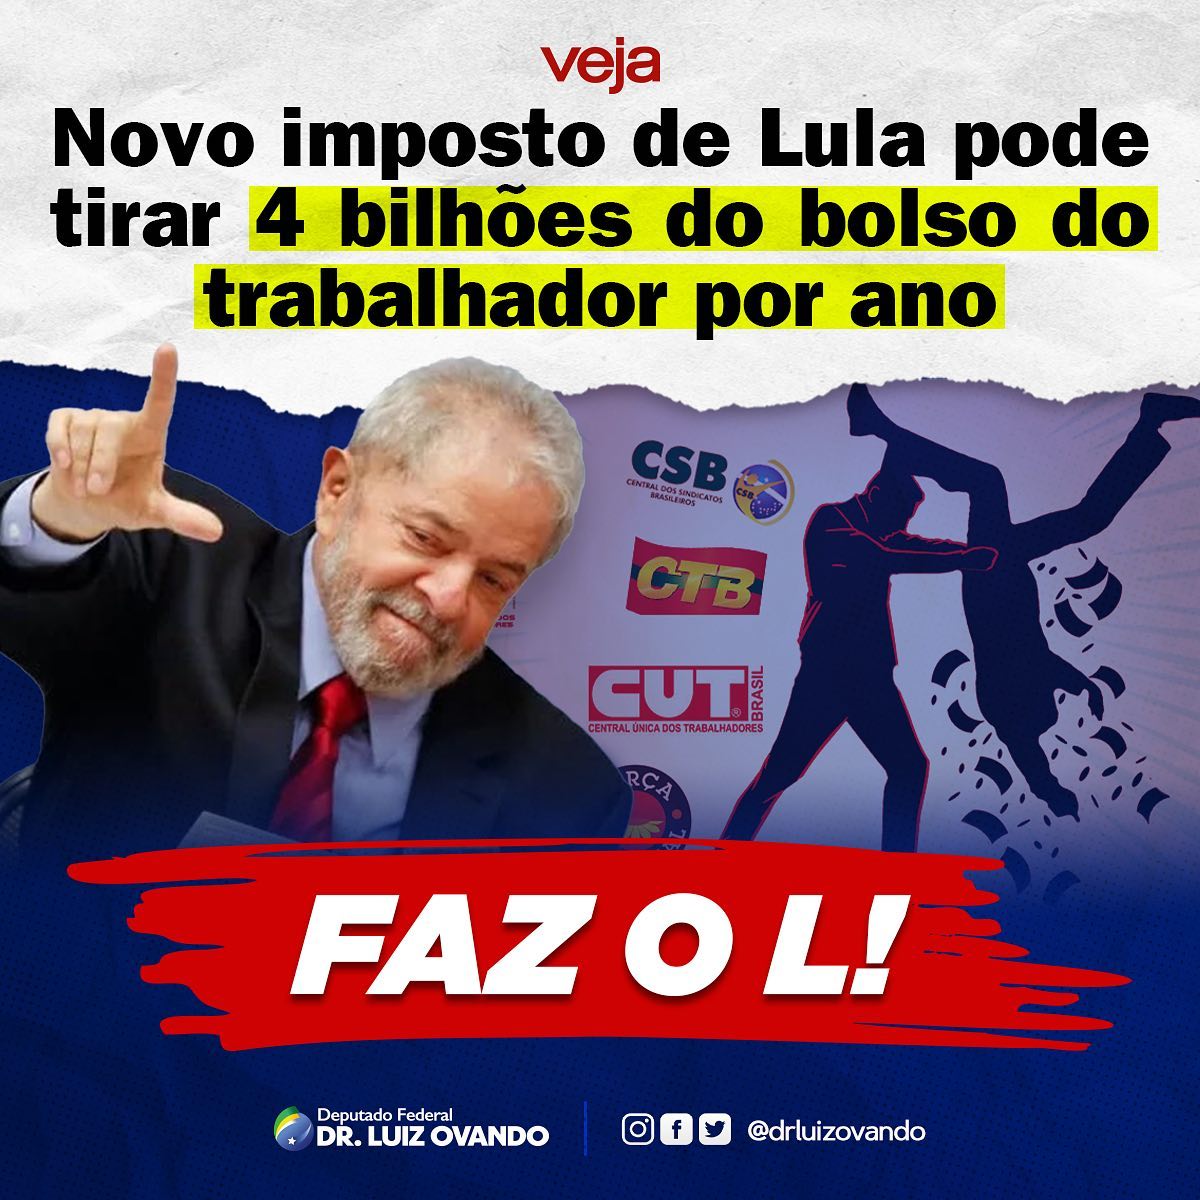 veja
Novo imposto de Lula pode
tirar 4 bilhões do bolso do
trabalhador por ano
CSB
CENTRAL DOS SINDICATOS
BRASILEIROS
CSB
CTB
CUT®
BRASIL
CENTRAL ÚNICA DOS TRABALHADORES
FAZ O L!
Deputado Federal
DR. LUIZ OVANDO
@drluizovando